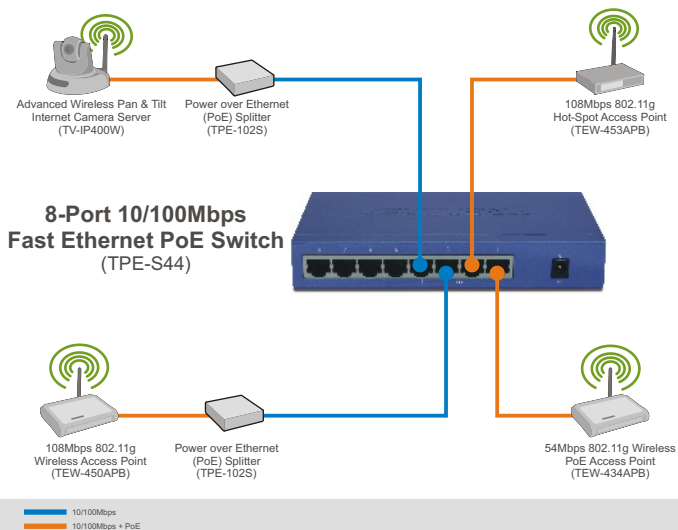 Advanced Wireless Pan & Tilt
Internet Camera Server
(TV-IP400W)
Power over Ethernet
(PoE) Splitter
(TPE-102S)
108Mbps 802.11g
Hot-Spot Access Point
(TEW-453APB)
8-Port 10/100Mbps
Fast Ethernet PoE Switch
(TPE-S44)
108Mbps 802.11g
Wireless Access Point
(TEW-450APB)
Power over Ethernet
(PoE) Splitter
(TPE-102S)
54Mbps 802.11g Wireless
PoE Access Point
(TEW-434APB)
10/100Mbps
10/100Mbps + PoE